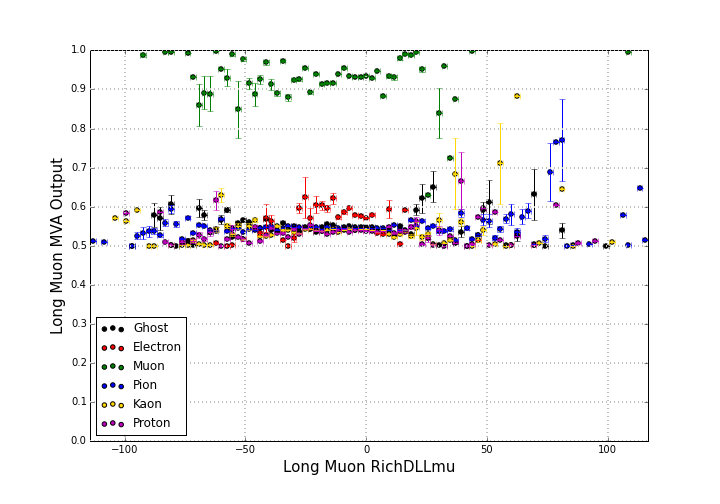 1.0
0.9
0.8
0.7
0.6
0.5
0.4
0.3
0.2
0.1
0.0
Long Muon MVA Output
Ghost
Electron
Muon
Pion
Kaon
Proton
−100 −50 0 50 100
Long Muon RichDLLmu